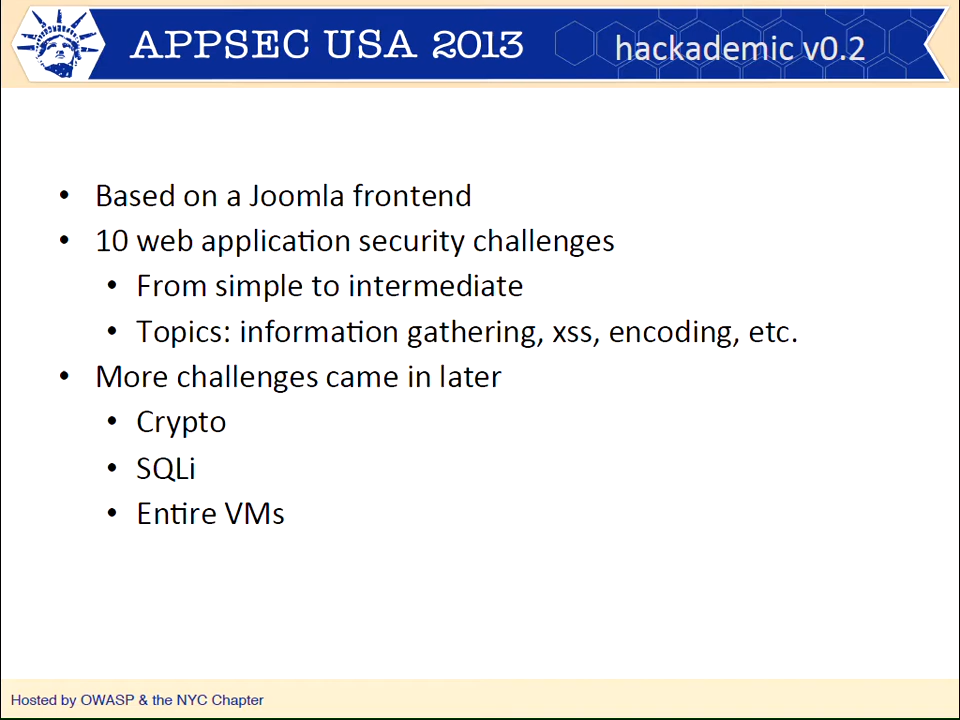 APPSEC USA 2013
hackademic v0.2
• Based on a Joomla frontend
• 10 web application security challenges
• From simple to intermediate
• Topics: information gathering, xss, encoding, etc.
• More challenges came in later
• Crypto
• SQLi
• Entire VMs
Hosted by OWASP & the NYC Chapter